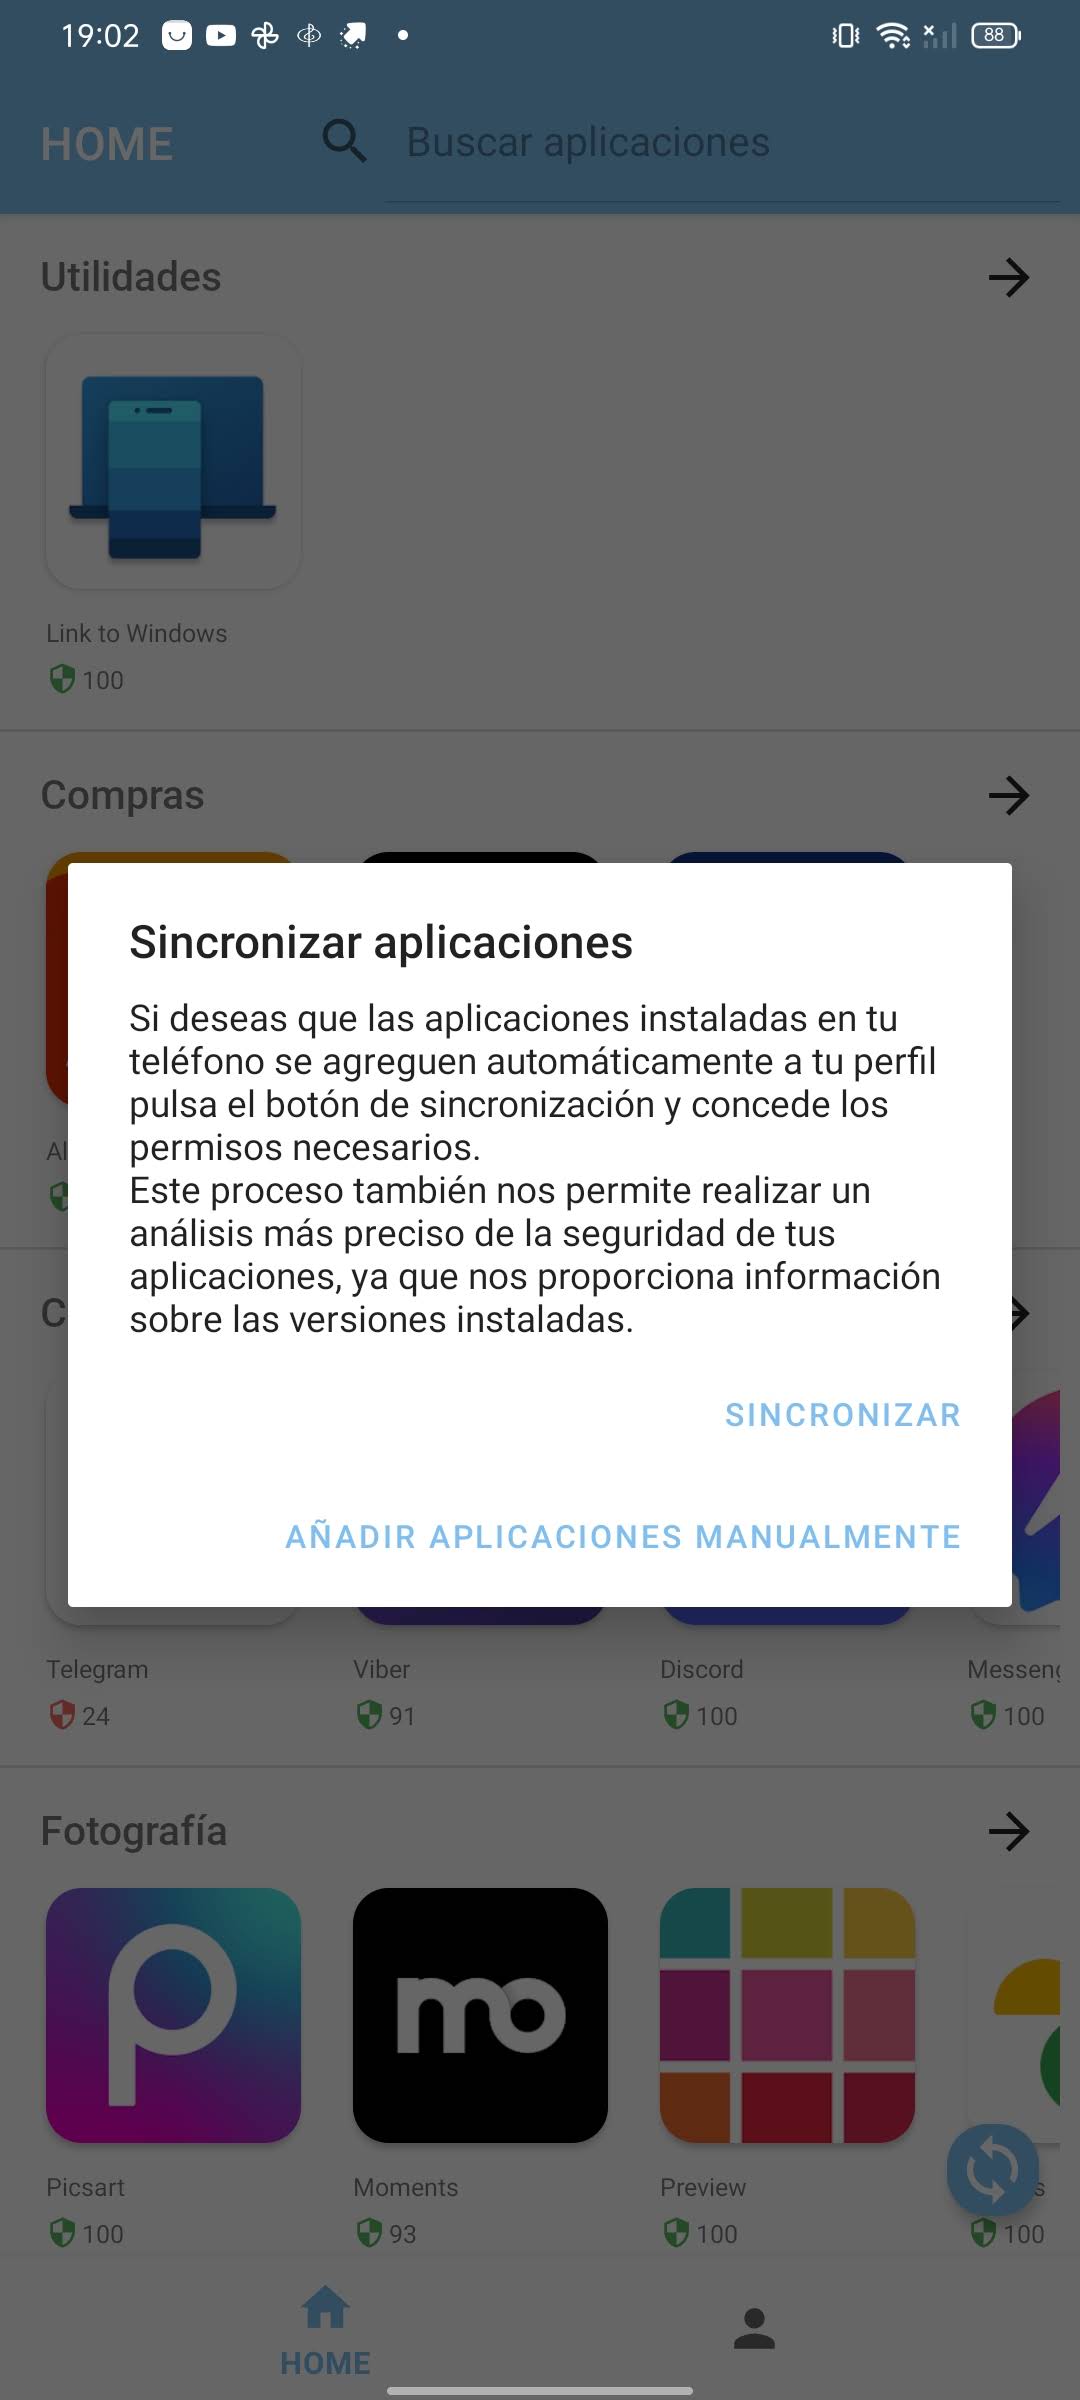 19:02
88
HOME
Buscar aplicaciones
Utilidades
Link to Windows
100
Compras
Al
Sincronizar aplicaciones
Si deseas que las aplicaciones instaladas en tu
teléfono se agreguen automáticamente a tu perfil
pulsa el botón de sincronización y concede los
permisos necesarios.
Este proceso también nos permite realizar un
análisis más preciso de la seguridad de tus
aplicaciones, ya que nos proporciona información
sobre las versiones instaladas.
SINCRONIZAR
AÑADIR APLICACIONES MANUALMENTE
C
Telegram Viber Discord Messeng
24 91 100 100
Fotografía
mo
Picsart Moments Preview s
100 93 100 100
HOME